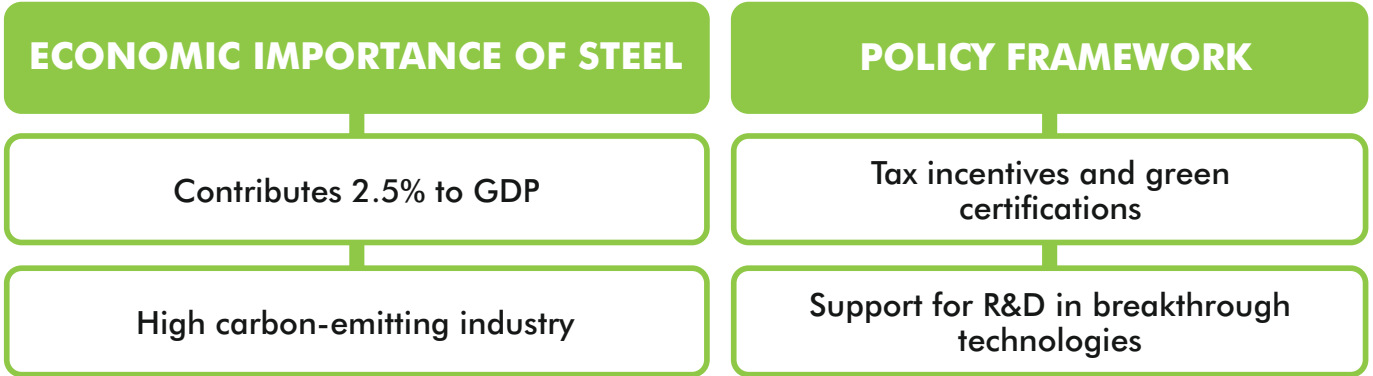 ECONOMIC IMPORTANCE OF STEEL
Contributes 2.5% to GDP
High carbon-emitting industry
POLICY FRAMEWORK
Tax incentives and green
certifications
Support for R&D in breakthrough
technologies